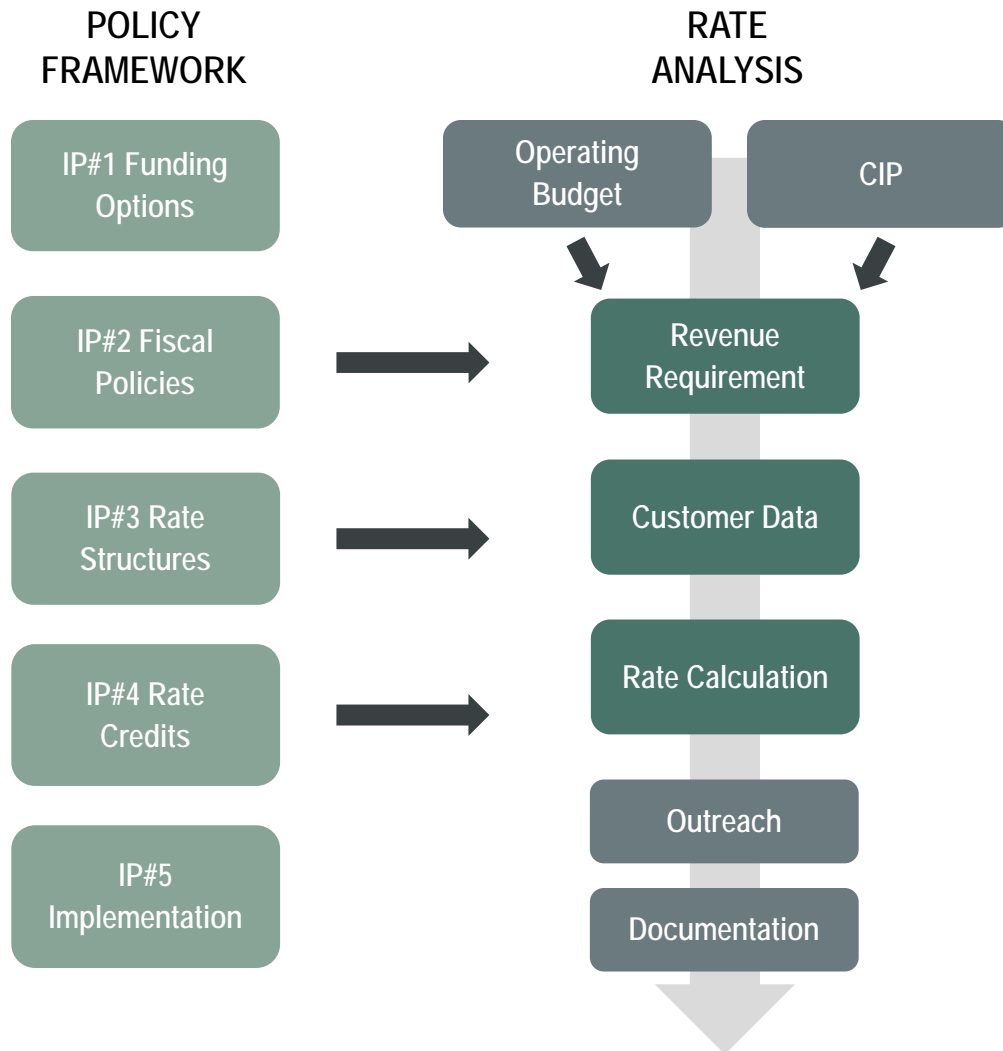 POLICY
FRAMEWORK
IP#1 Funding
Options
IP#2 Fiscal
Policies
IP#3 Rate
Structures
IP#4 Rate
Credits
IP#5
Implementation
RATE
ANALYSIS
Operating
Budget
CIP
Revenue
Requirement
Customer Data
Rate Calculation
Outreach
Documentation